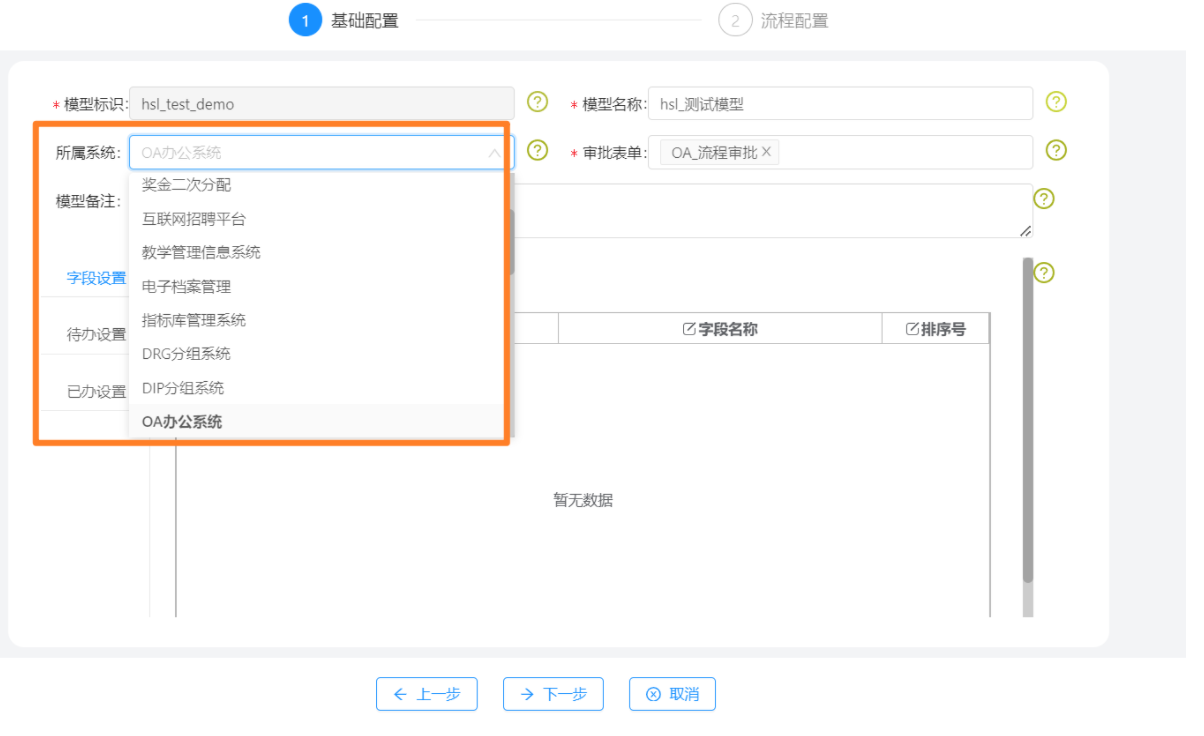 1 基础配置 2 流程配置
* 模型标识: hsl_test_demo ? * 模型名称: hsl_测试模型 ?
所属系统: OA办公系统 ? * 审批表单: OA_流程审批 × ?
奖金二次分配
模型备注: ?
互联网招聘平台
教学管理信息系统
字段设置 ?
电子档案管理
指标库管理系统
字段名称 排序号
待办设置
DRG分组系统
已办设置
DIP分组系统
OA办公系统
暂无数据
← 上一步 → 下一步 ⊗ 取消